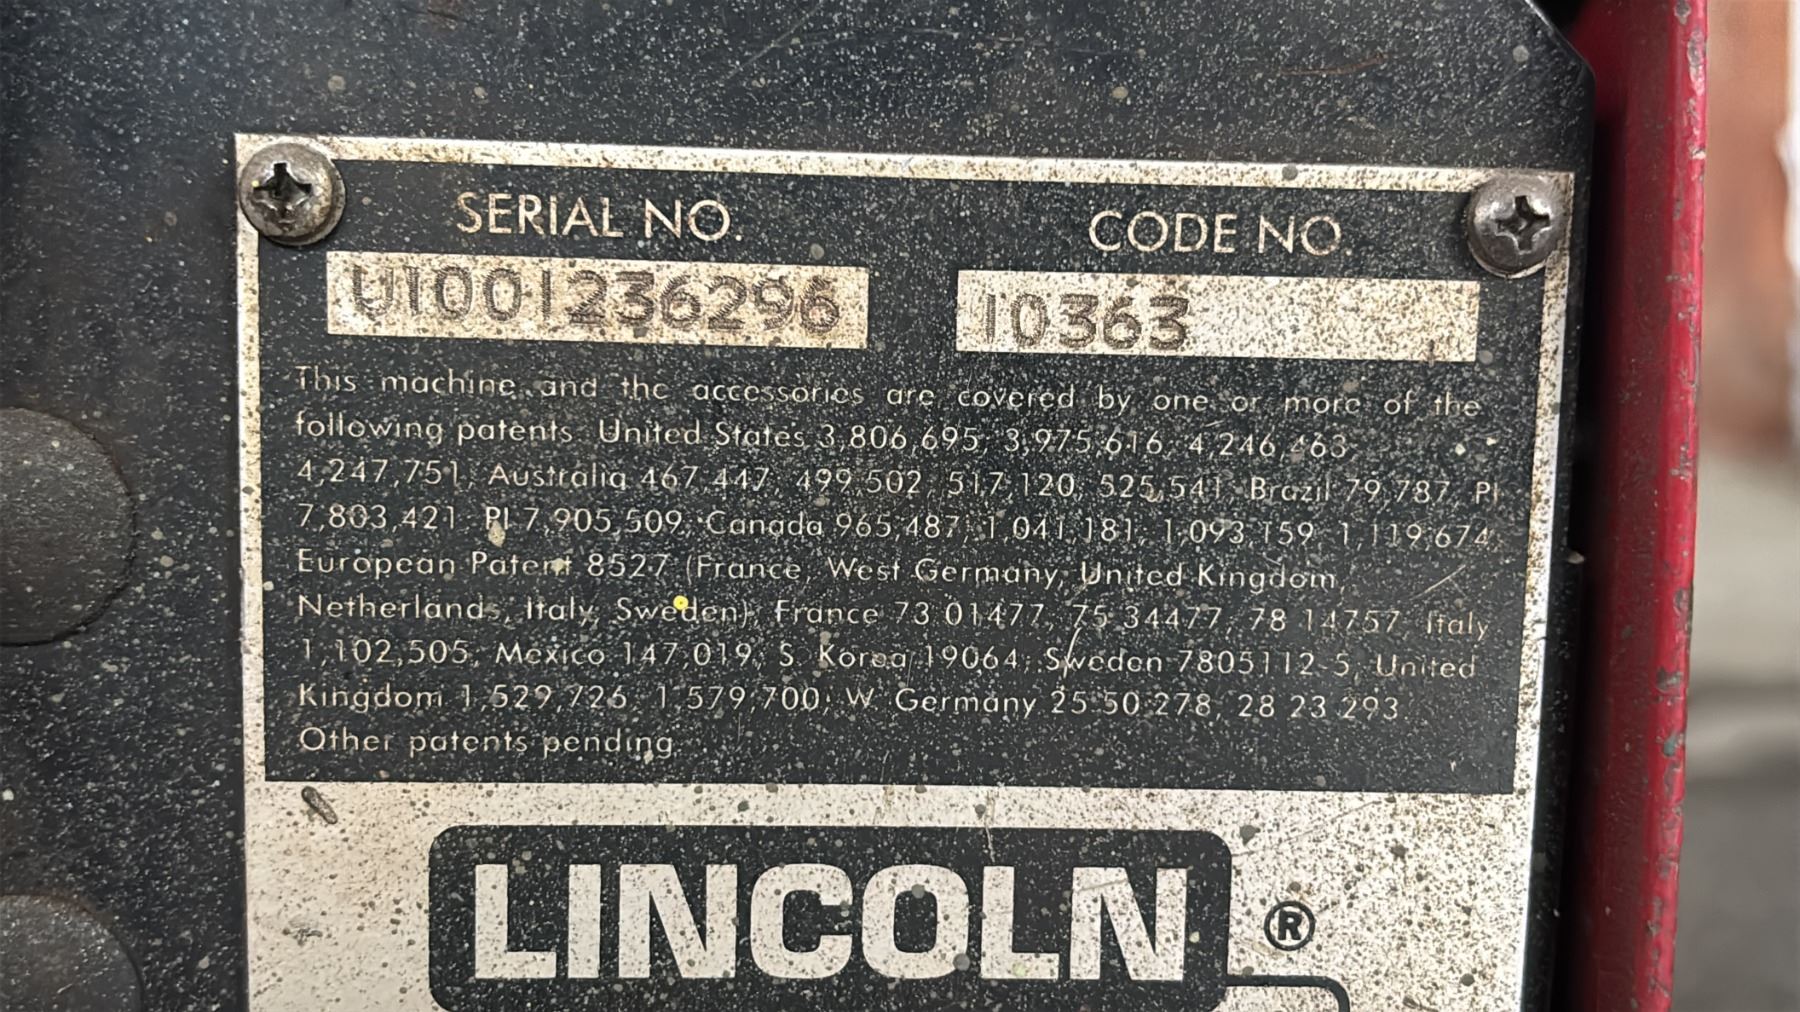 SERIAL NO. CODE NO.
U1001236296 10363
This machine and the accessories are covered by one or more of the
following patents: United States 3,806,695; 3,975,616; 4,246,463;
4,247,751; Australia 467,447; 499,502; 517,120; 525,541; Brazil 79,787, PI
7,803,421; PI 7,905,509; Canada 965,487; 1,041,181; 1,093,159; 1,119,674;
European Patent 8527 (France, West Germany, United Kingdom,
Netherlands, Italy, Sweden); France 73 01477, 75 34477, 78 14757; Italy
1,102,505; Mexico 147,019; S. Korea 19064; Sweden 7805112-5; United
Kingdom 1,529,726; 1,579,700; W. Germany 25 50 278, 28 23 293.
Other patents pending.
LINCOLN ®